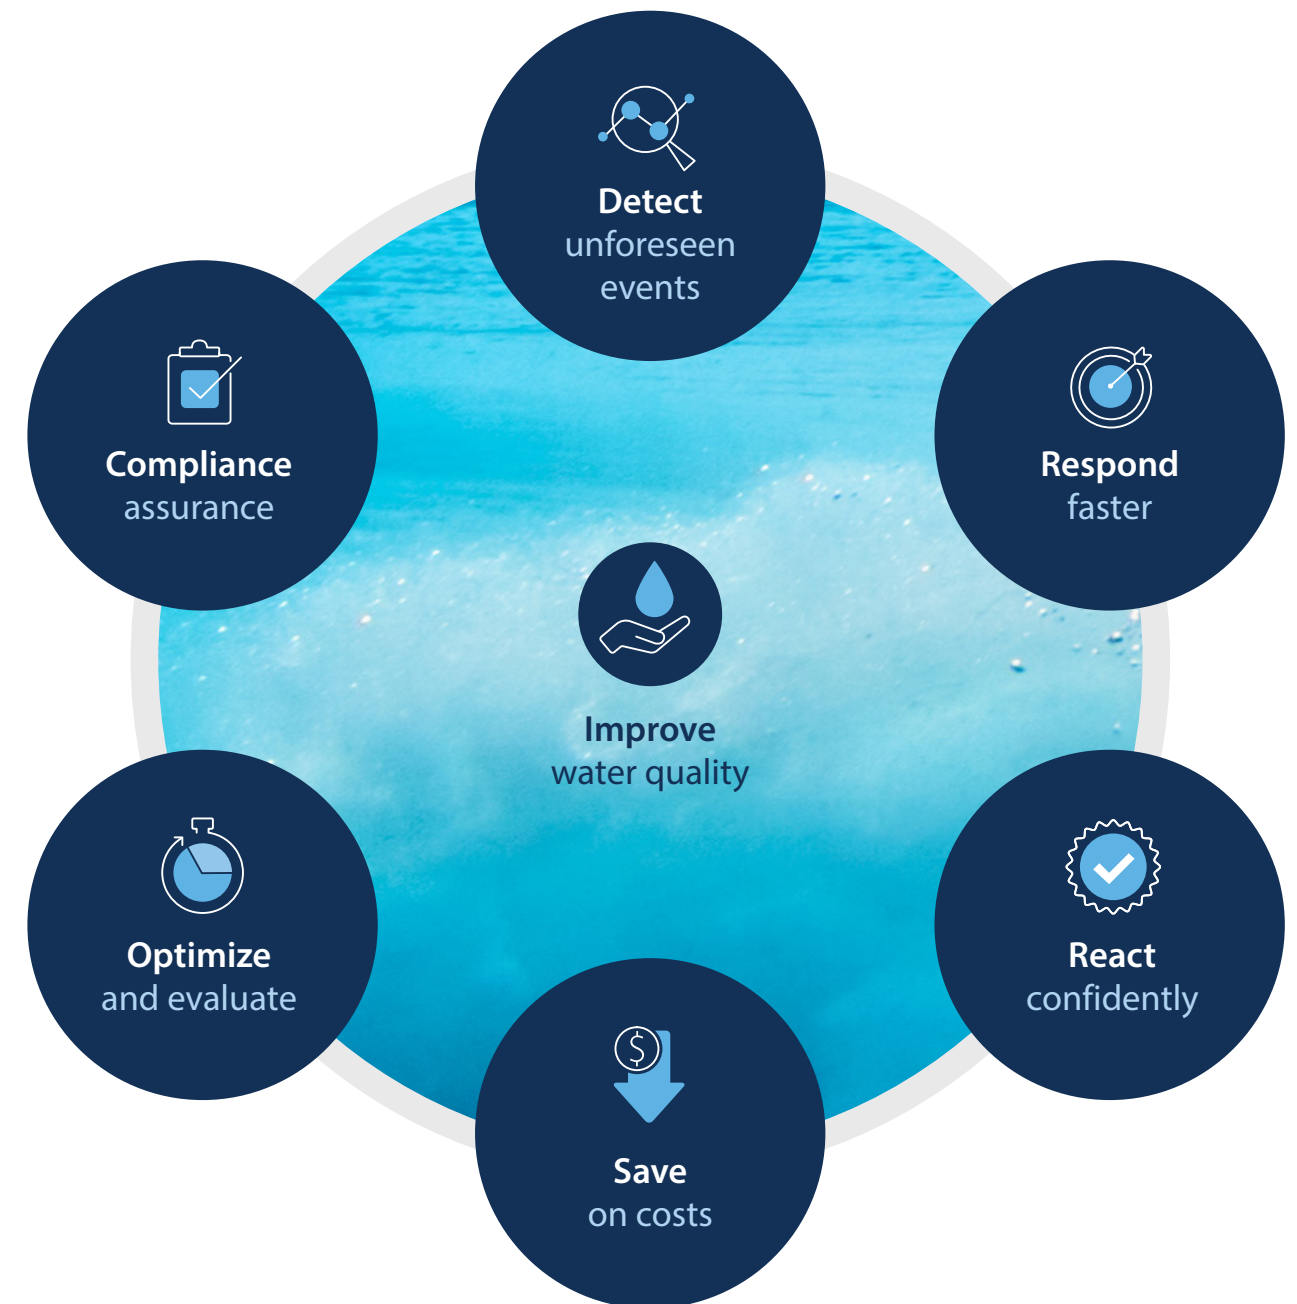 Detect
unforeseen
events
Compliance
assurance
Respond
faster
Improve
water quality
Optimize
and evaluate
React
confidently
$
Save
on costs